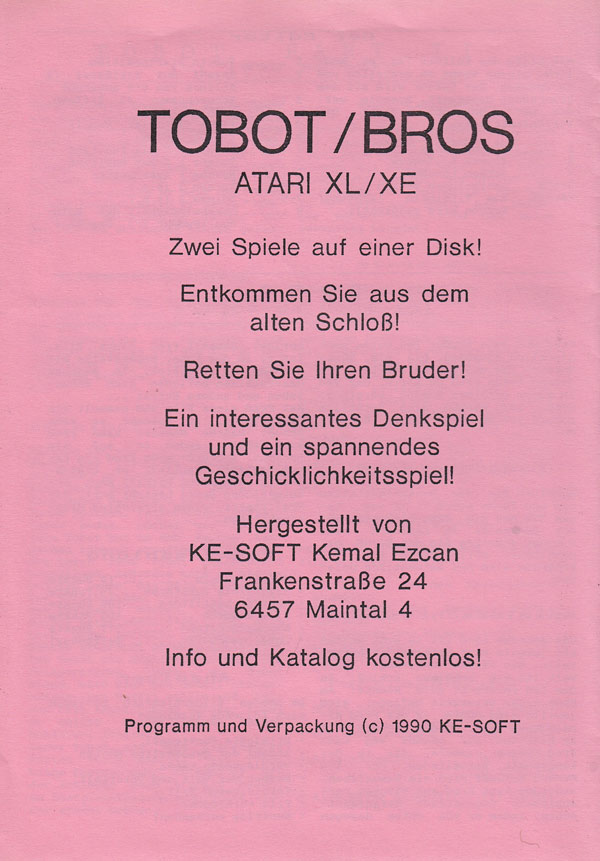 TOBOT/BROS
ATARI XL/XE
Zwei Spiele auf einer Disk!
Entkommen Sie aus dem
alten Schloß!
Retten Sie Ihren Bruder!
Ein interessantes Denkspiel
und ein spannendes
Geschicklichkeitsspiel!
Hergestellt von
KE-SOFT Kemal Ezcan
Frankenstraße 24
6457 Maintal 4
Info und Katalog kostenlos!
Programm und Verpackung (c) 1990 KE-SOFT